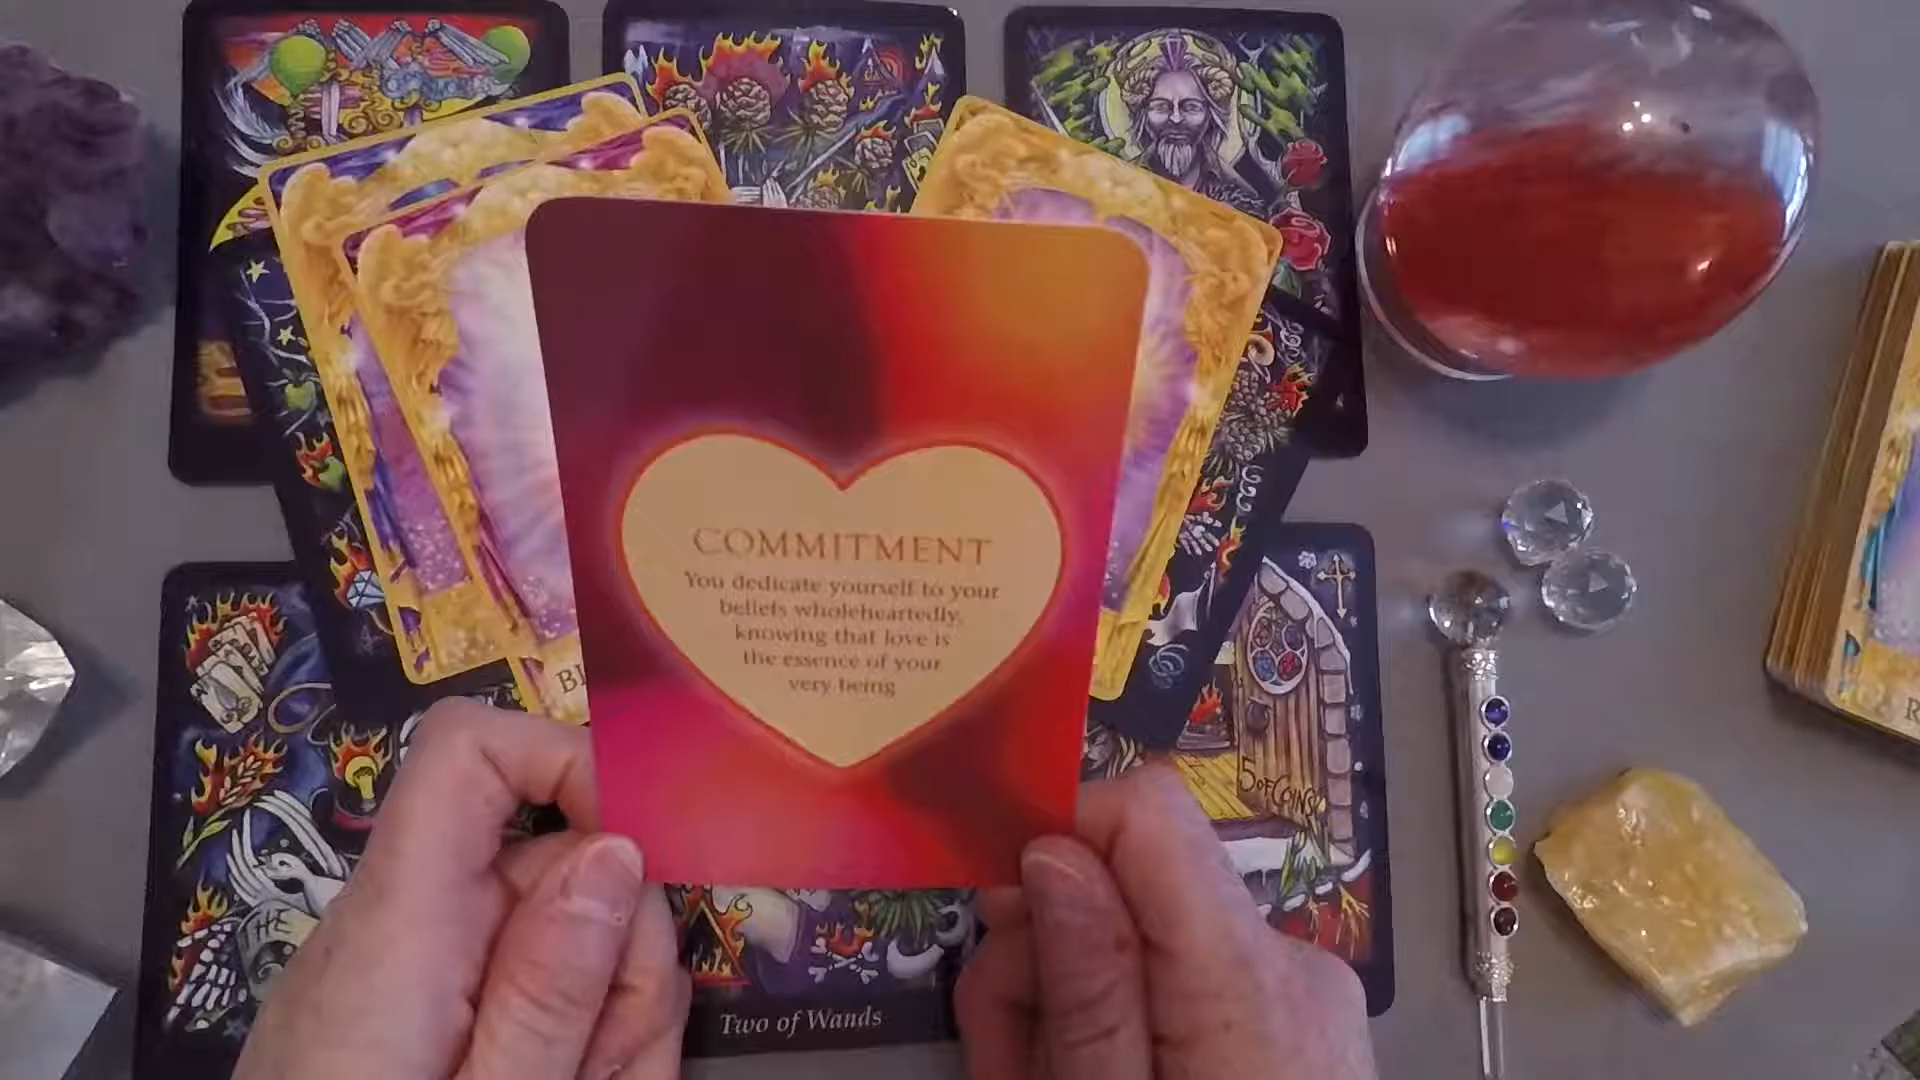 COMMITMENT
You dedicate yourself to your
beliefs wholeheartedly,
knowing that love is
the essence of your
very being
5 OF COINS
THE
Two of Wands